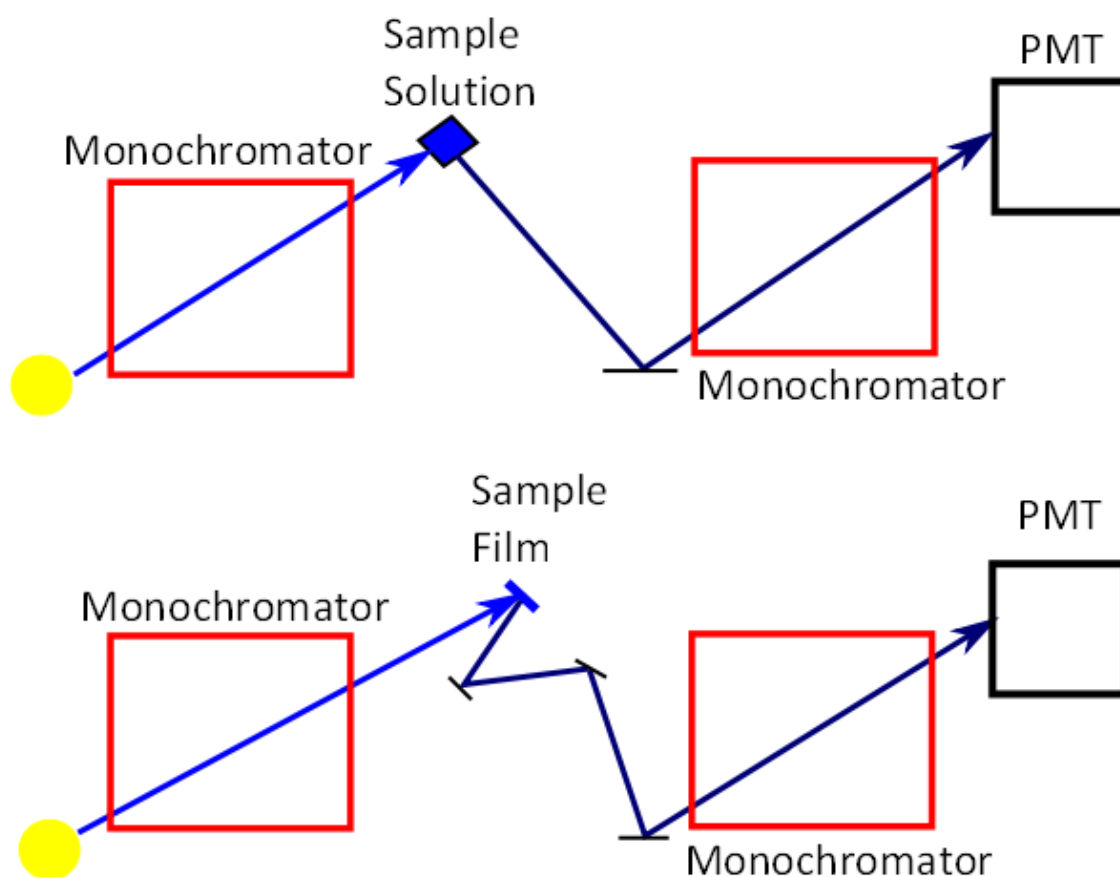 Sample
Solution
PMT
Monochromator
Monochromator
Sample
Film
PMT
Monochromator
Monochromator